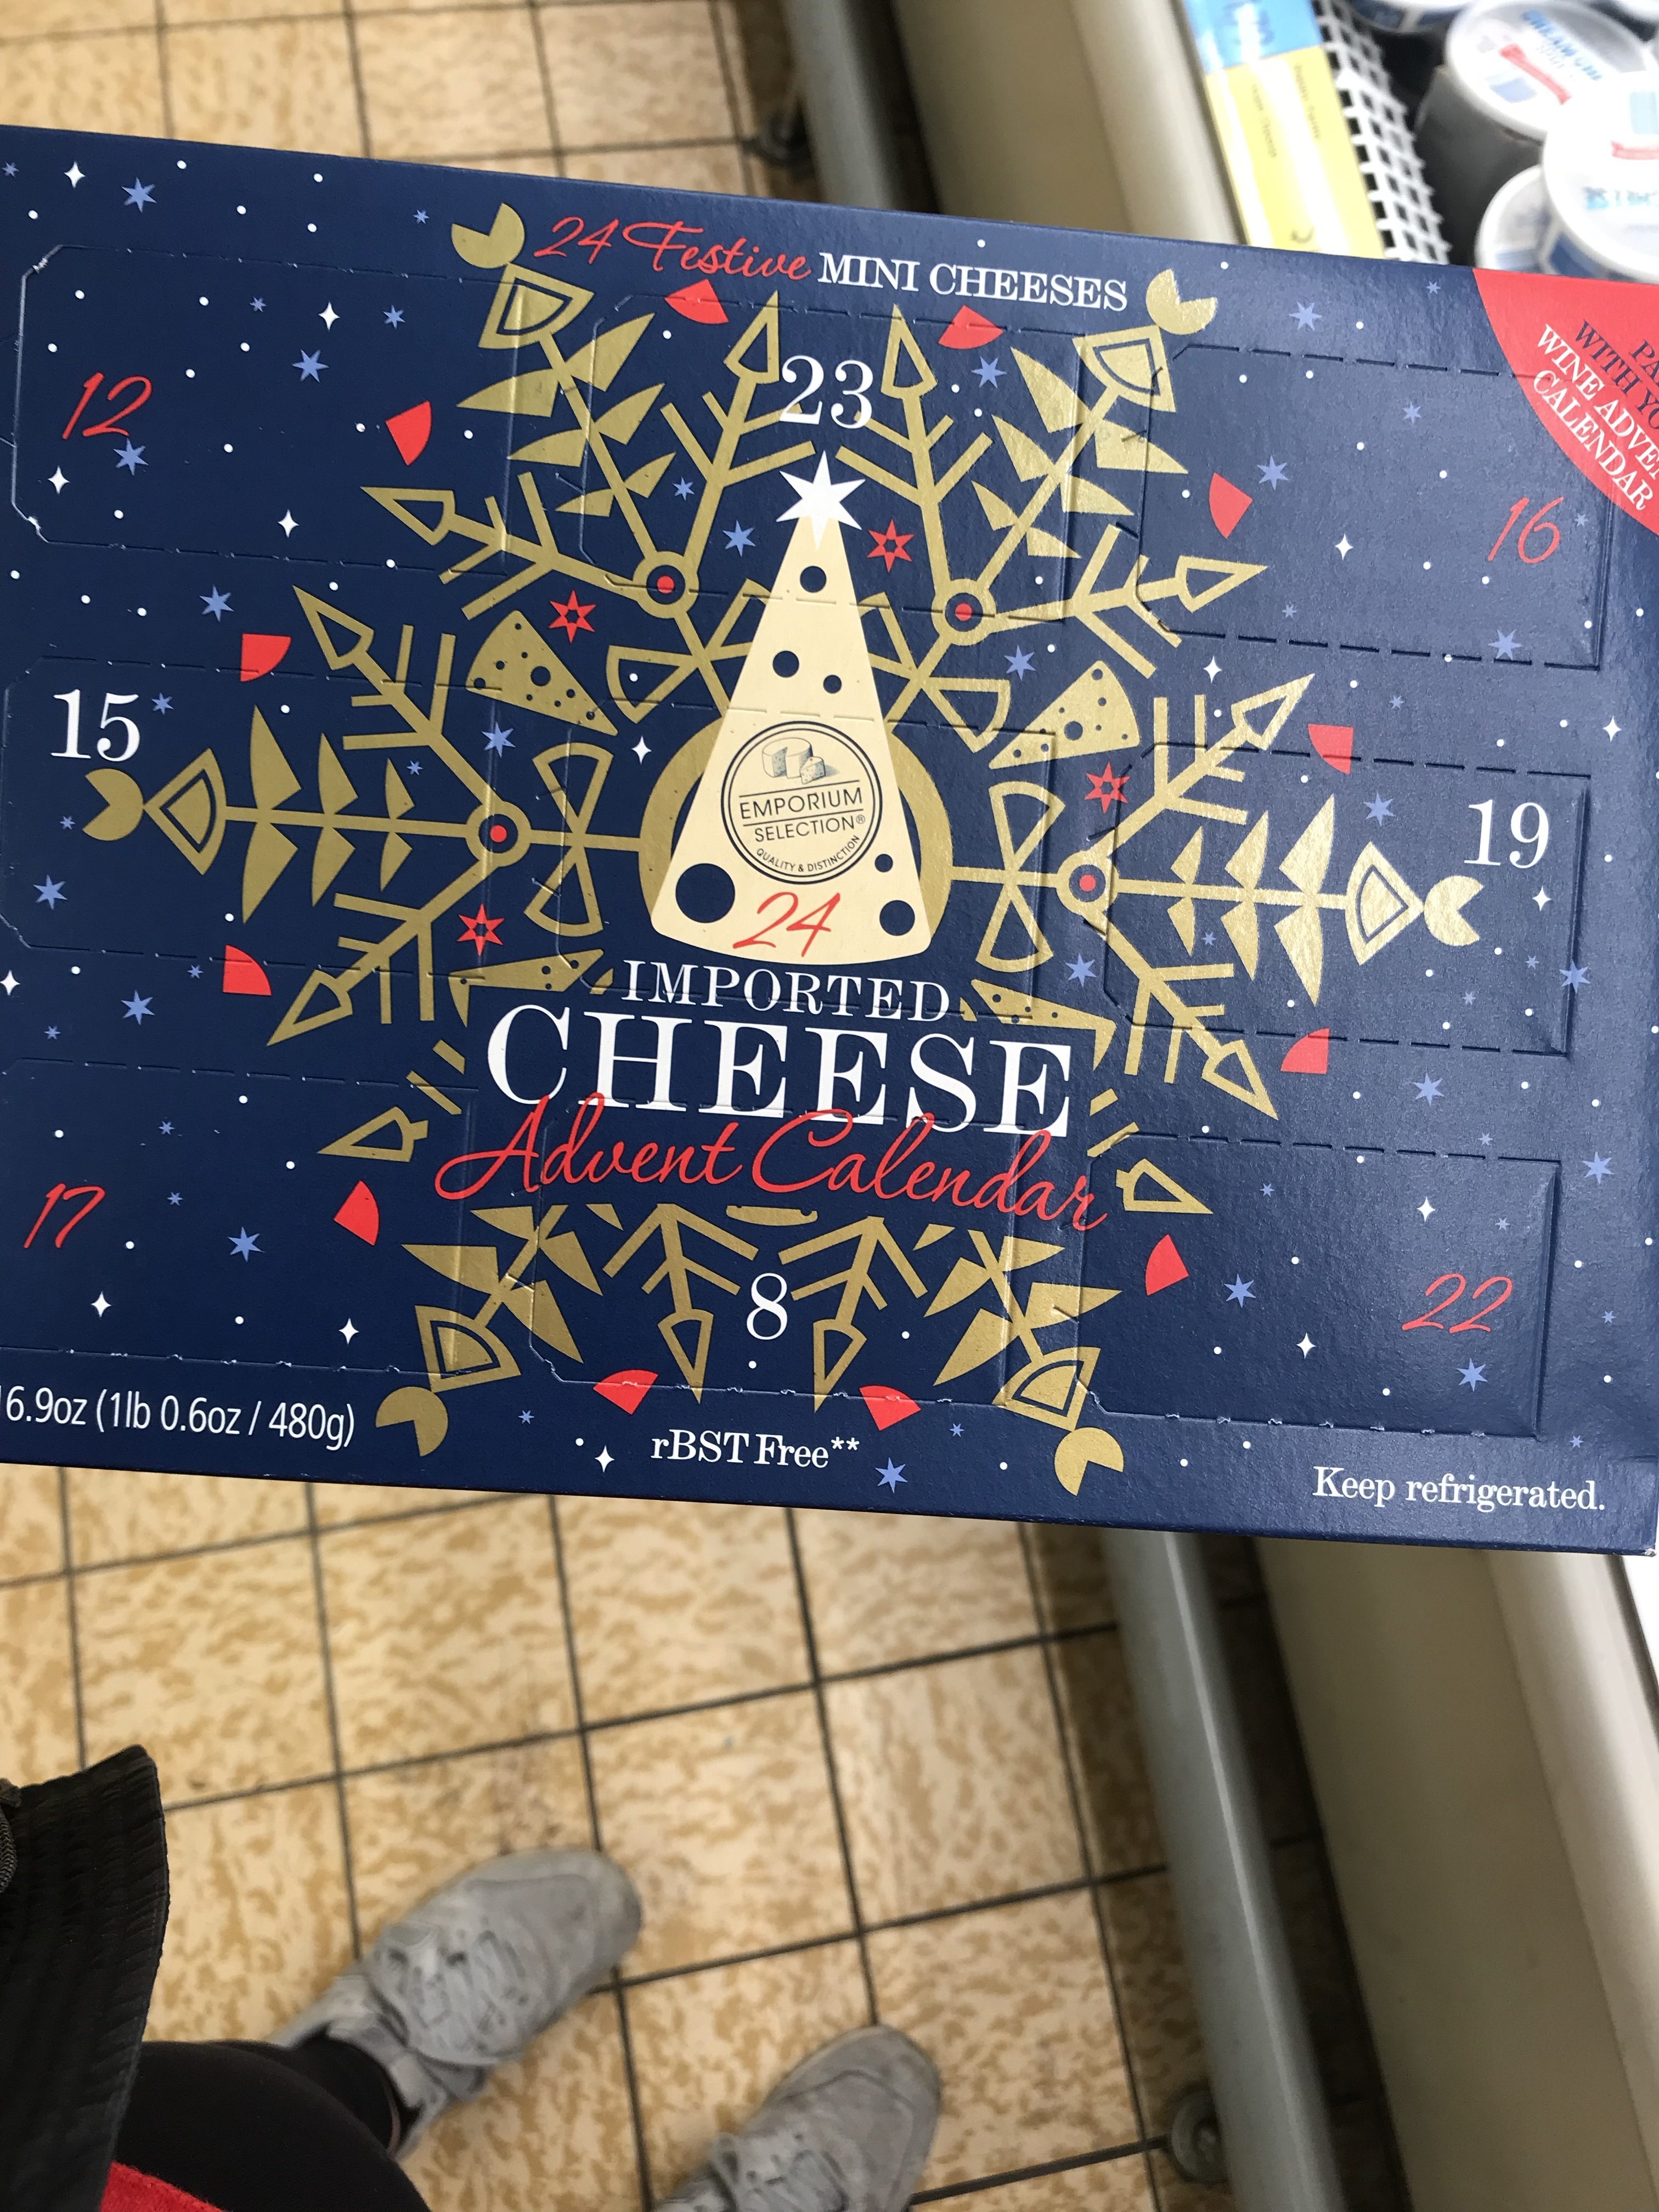 24 Festive MINI CHEESES
WITH
WINE
CALENDAR
12
23
16
15
19
EMPORIUM
SELECTION®
QUALITY & DISTINCTION
24
IMPORTED
CHEESE
Advent Calendar
17
8
22
6.9oz (1lb 0.6oz / 480g)
rBST Free**
Keep refrigerated.